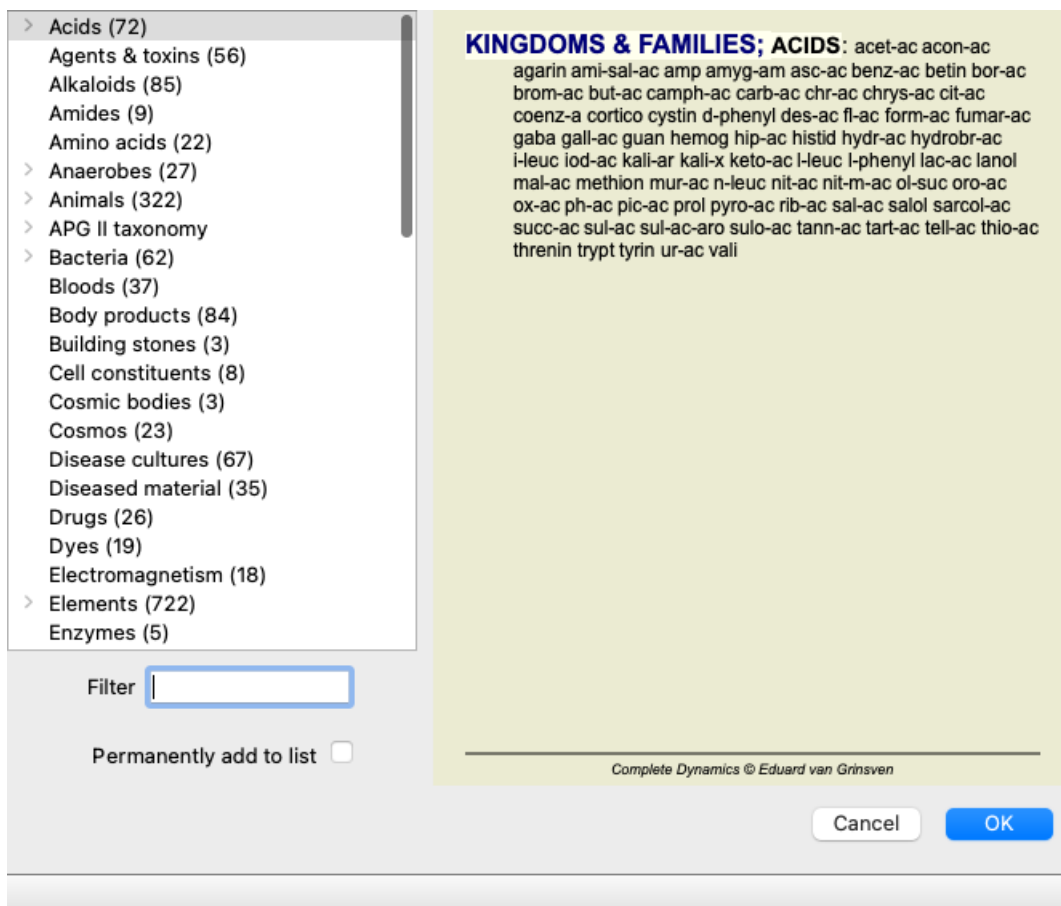 Acids (72)
Agents & toxins (56)
Alkaloids (85)
Amides (9)
Amino acids (22)
Anaerobes (27)
Animals (322)
APG II taxonomy
Bacteria (62)
Bloods (37)
Body products (84)
Building stones (3)
Cell constituents (8)
Cosmic bodies (3)
Cosmos (23)
Disease cultures (67)
Diseased material (35)
Drugs (26)
Dyes (19)
Electromagnetism (18)
Elements (722)
Enzymes (5)
Filter
Permanently add to list
KINGDOMS & FAMILIES; ACIDS: acet-ac acon-ac
agarin ami-sal-ac amp amyg-am asc-ac benz-ac betin bor-ac
brom-ac but-ac camph-ac carb-ac chr-ac chrys-ac cit-ac
coenz-a cortico cystin d-phenyl des-ac fl-ac form-ac fumar-ac
gaba gall-ac guan hemog hip-ac histid hydr-ac hydrobr-ac
i-leuc iod-ac kali-ar kali-x keto-ac l-leuc l-phenyl lac-ac lanol
mal-ac methion mur-ac n-leuc nit-ac nit-m-ac ol-suc oro-ac
ox-ac ph-ac pic-ac prol pyro-ac rib-ac sal-ac salol sarcol-ac
succ-ac sul-ac sul-ac-aro sulo-ac tann-ac tart-ac tell-ac thio-ac
threnin trypt tyrin ur-ac vali
Complete Dynamics © Eduard van Grinsven
Cancel
OK